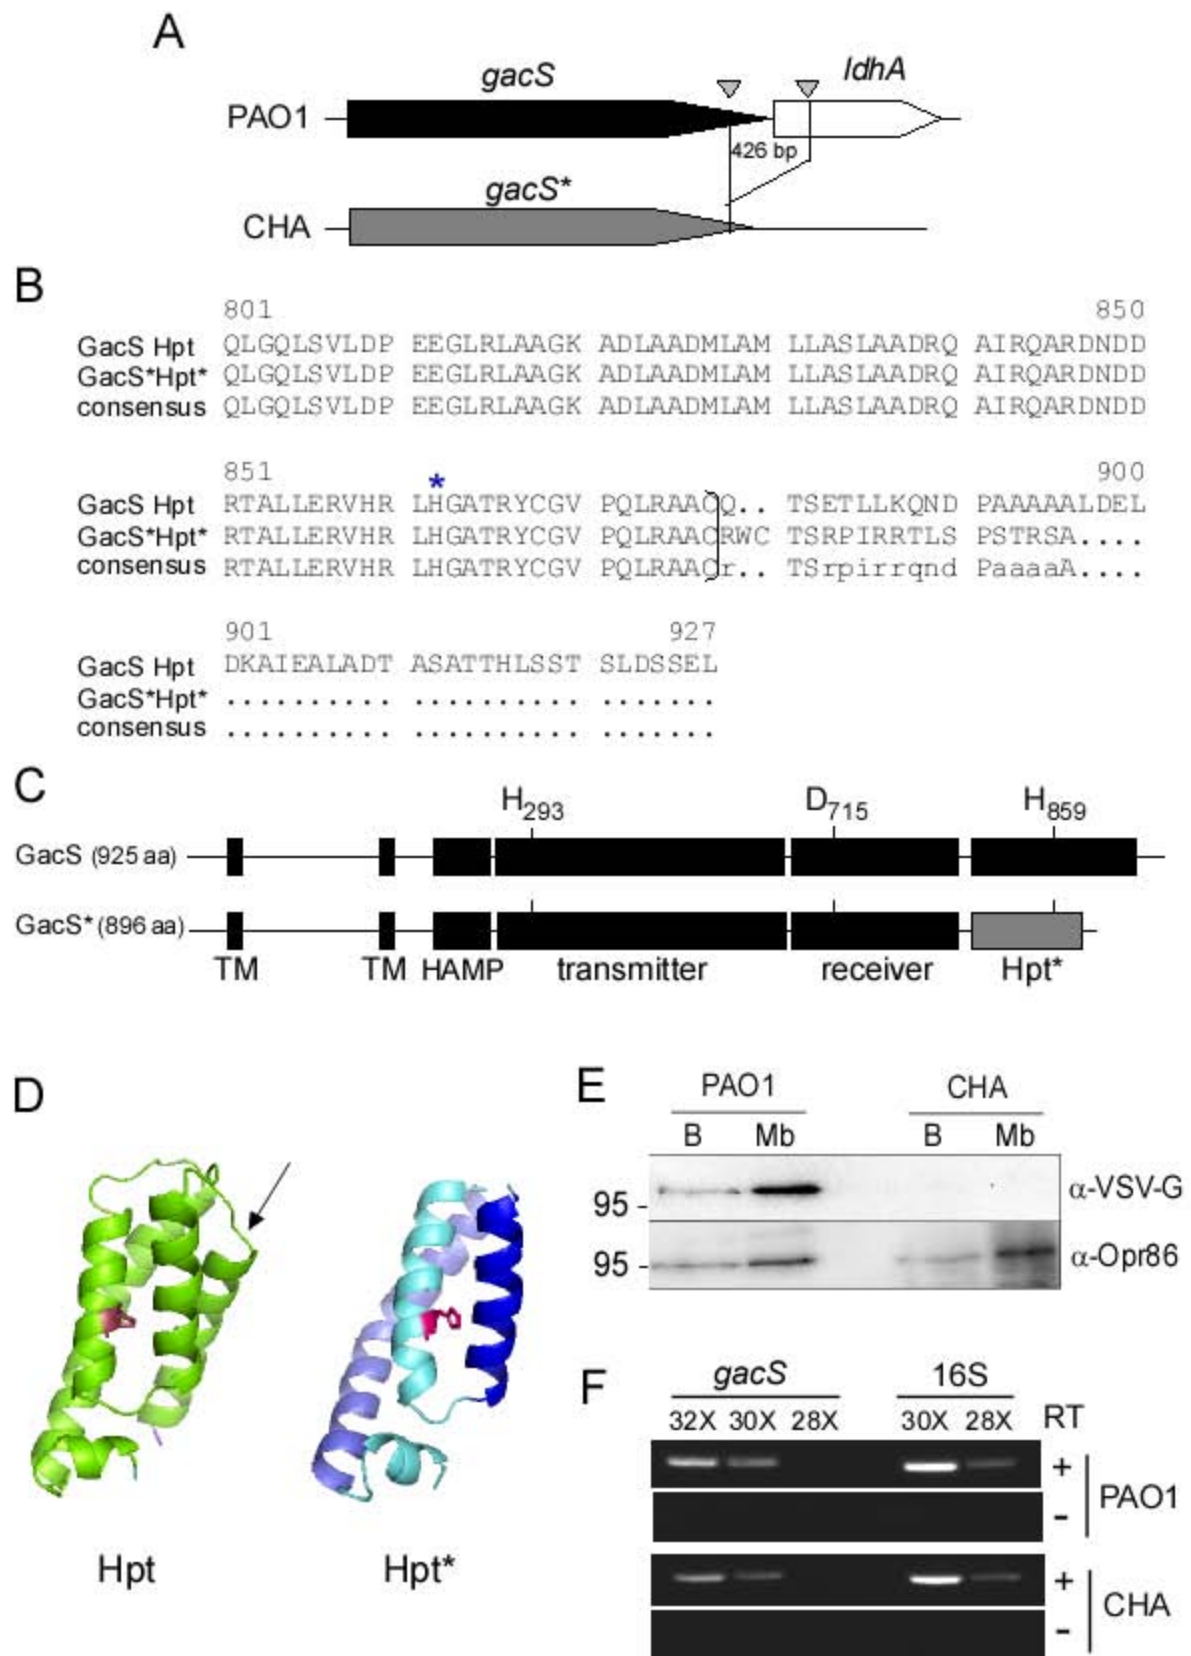 A
gacS
ldhA
PAO1
426 bp
gacS*
CHA
B
801 850
GacS Hpt QLGQLSVLDP EEGLRLAAGK ADLAADMLAM LLASLAADRQ AIRQARDNDD
GacS*Hpt* QLGQLSVLDP EEGLRLAAGK ADLAADMLAM LLASLAADRQ AIRQARDNDD
consensus QLGQLSVLDP EEGLRLAAGK ADLAADMLAM LLASLAADRQ AIRQARDNDD
851 * 900
GacS Hpt RTALLERVHR LHGATRYCGV PQLRAACQ.. TSETLLKQND PAAAAALDEL
GacS*Hpt* RTALLERVHR LHGATRYCGV PQLRAACRWC TSRPIRRTLS PSTRSA....
consensus RTALLERVHR LHGATRYCGV PQLRAACr.. TSrpirrqnd PaaaaA....
901 927
GacS Hpt DKAIEALADT ASATTHLSST SLDSSEL
GacS*Hpt* .......... .......... .......
consensus .......... .......... .......
C
H293 D715 H859
GacS (925 aa)
GacS* (896 aa)
TM TM HAMP transmitter receiver Hpt*
D
Hpt Hpt*
E
PAO1 CHA
B Mb B Mb
95 - α-VSV-G
95 - α-Opr86
F
gacS 16S
32X 30X 28X 30X 28X RT
+
- PAO1
+
- CHA